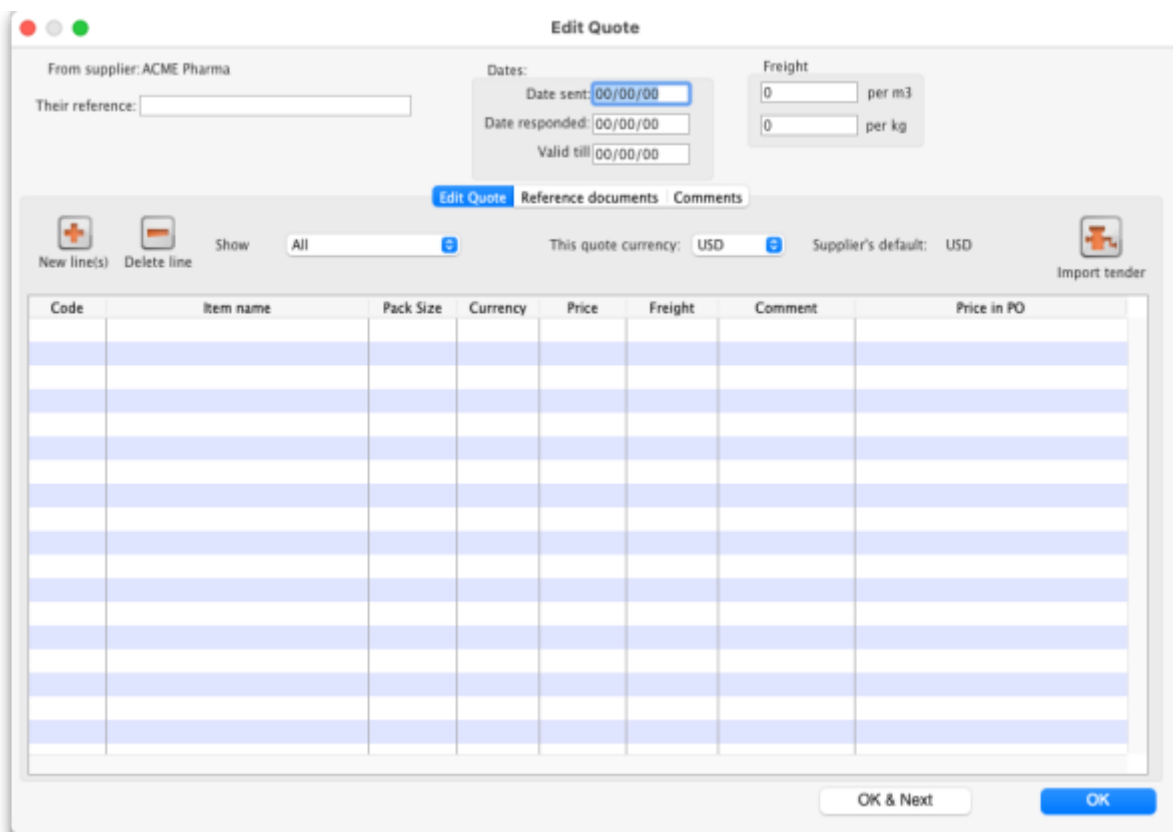 Edit Quote
From supplier: ACME Pharma
Their reference:
Dates:
Date sent: 00/00/00
Date responded: 00/00/00
Valid till 00/00/00
Freight
0 per m3
0 per kg
Edit Quote Reference documents Comments
New line(s) Delete line Show All This quote currency: USD Supplier's default: USD Import tender
Code Item name Pack Size Currency Price Freight Comment Price in PO
OK & Next OK